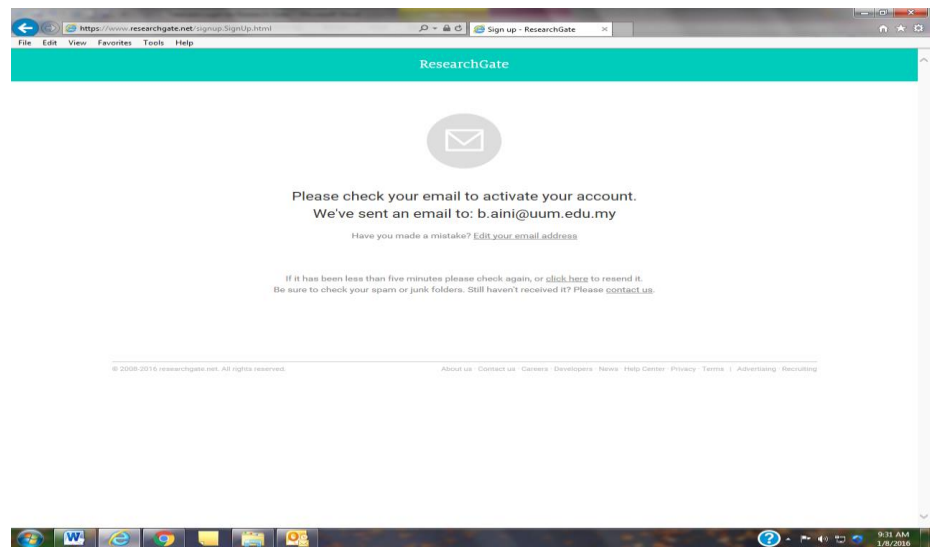 https://www.researchgate.net/signup.SignUp.html
Sign up - ResearchGate
File Edit View Favorites Tools Help
ResearchGate
Please check your email to activate your account.
We've sent an email to: b.aini@uum.edu.my
Have you made a mistake? Edit your email address
If it has been less than five minutes please check again, or click here to resend it.
Be sure to check your spam or junk folders. Still haven't received it? Please contact us.
© 2008-2016 researchgate.net. All rights reserved.
About us · Contact us · Careers · Developers · News · Help Center · Privacy · Terms | Advertising · Recruiting
9:31 AM
1/8/2016